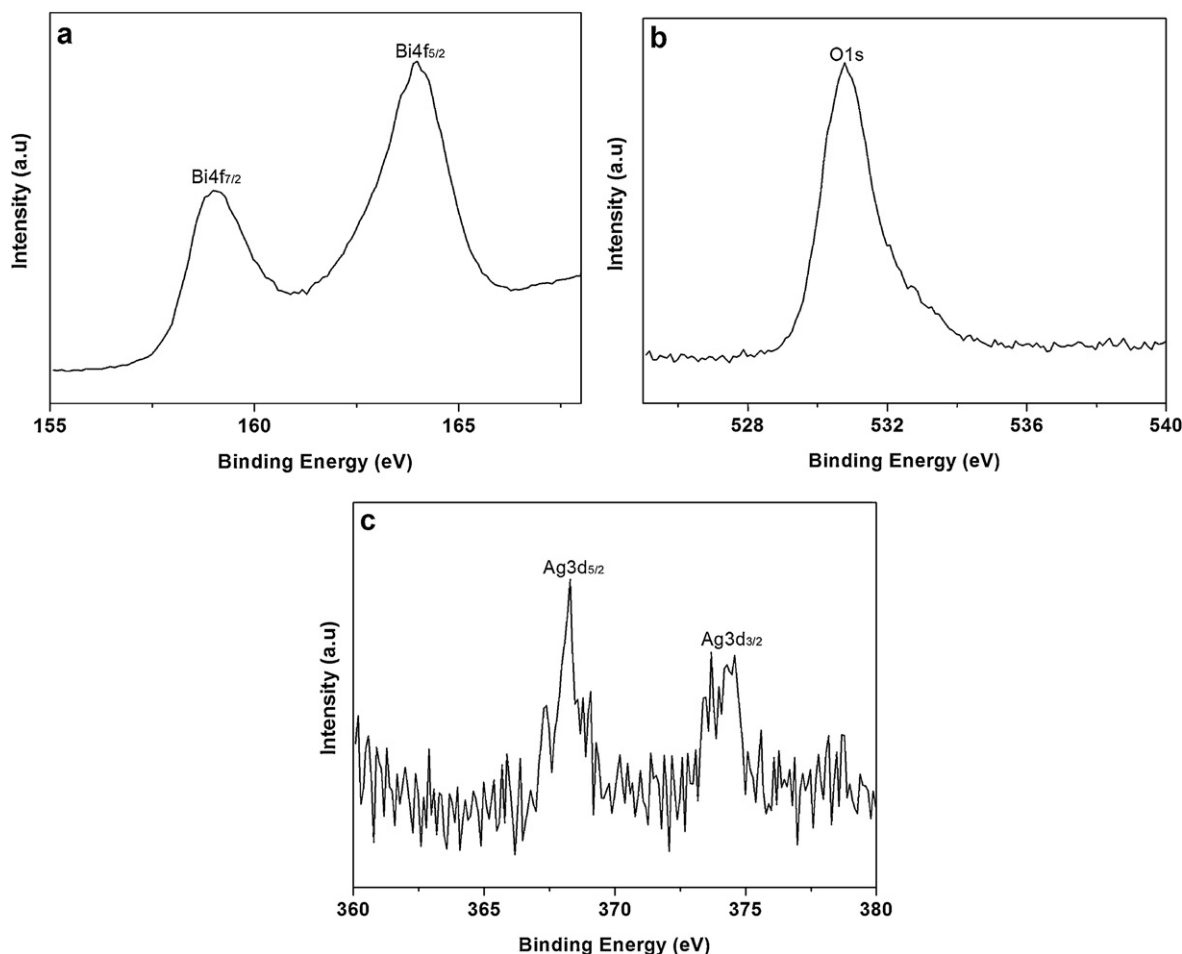 a
Bi4f5/2
Bi4f7/2
Intensity (a.u)
155 160 165
Binding Energy (eV)
b
O1s
Intensity (a.u)
528 532 536 540
Binding Energy (eV)
c
Ag3d5/2
Ag3d3/2
Intensity (a.u)
360 365 370 375 380
Binding Energy (eV)